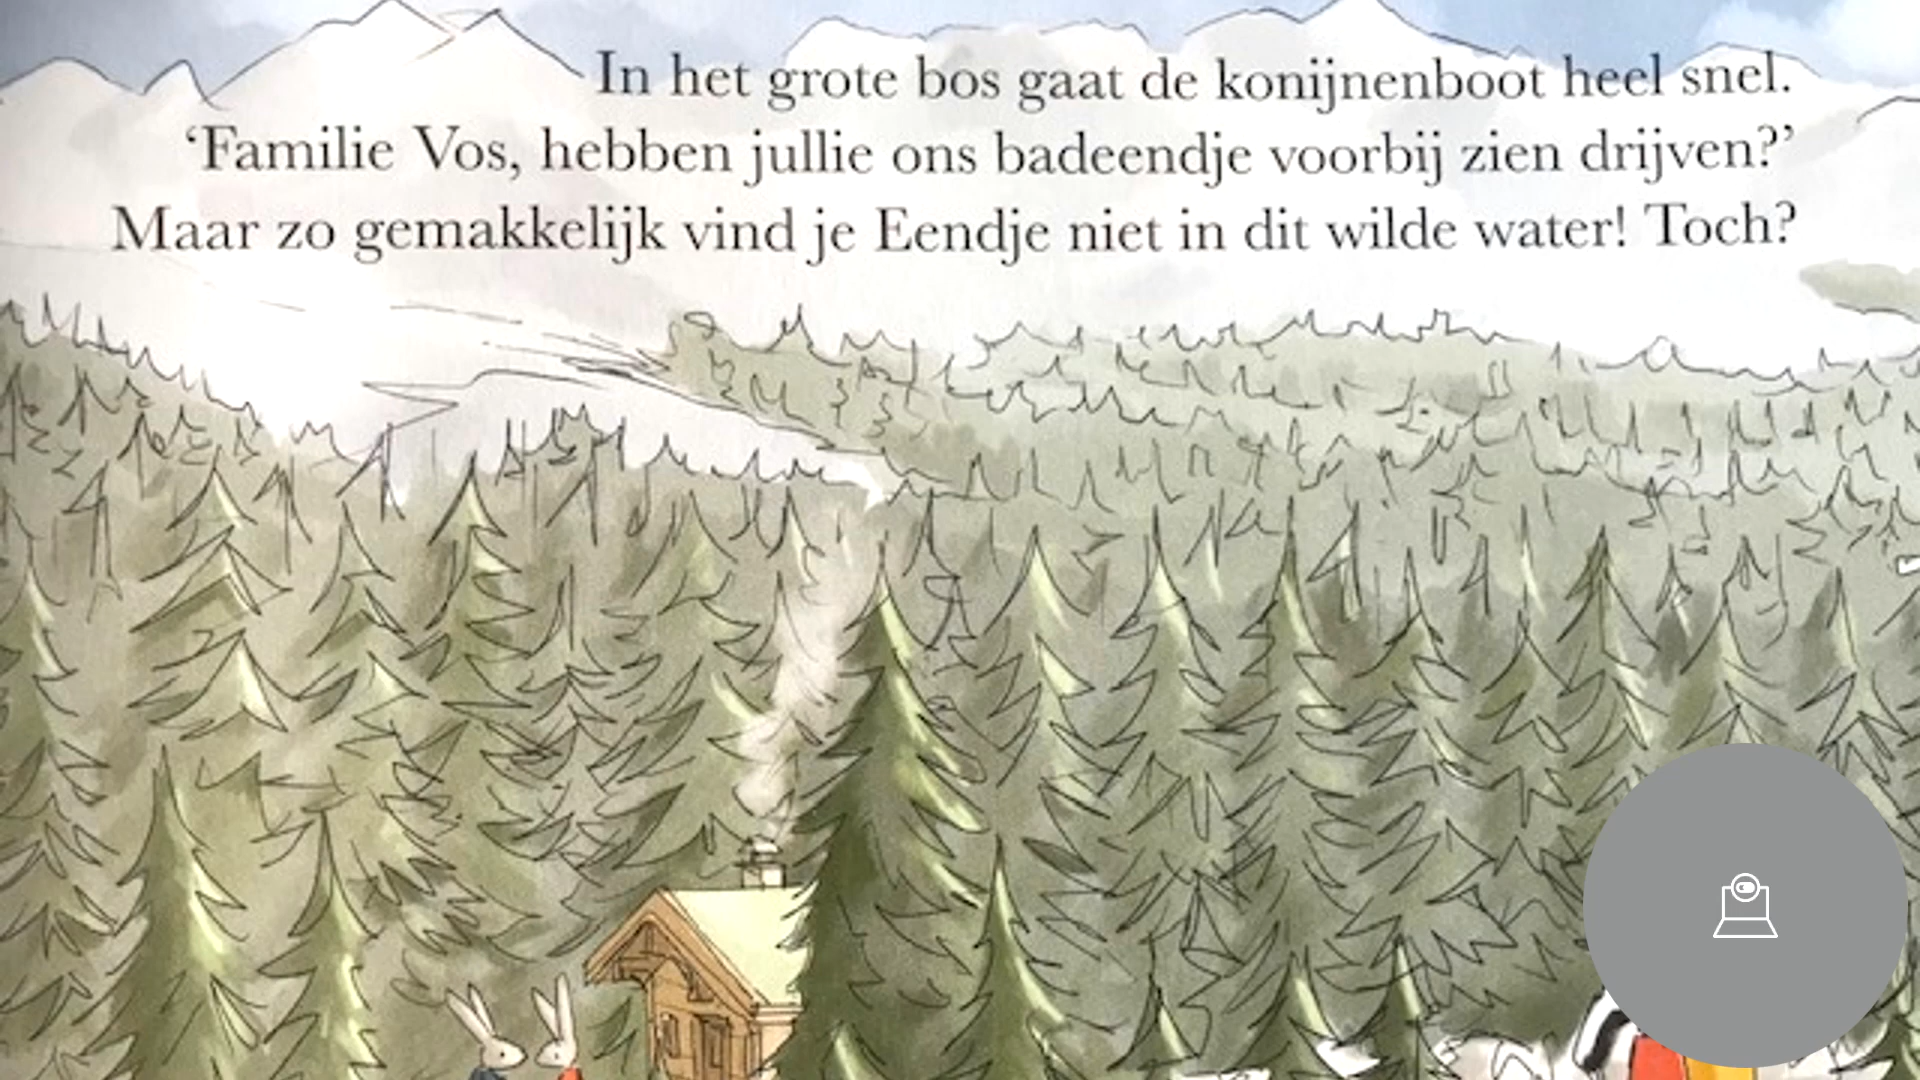 In het grote bos gaat de konijnenboot heel snel.
‘Familie Vos, hebben jullie ons badeendje voorbij zien drijven?’
Maar zo gemakkelijk vind je Eendje niet in dit wilde water! Toch?